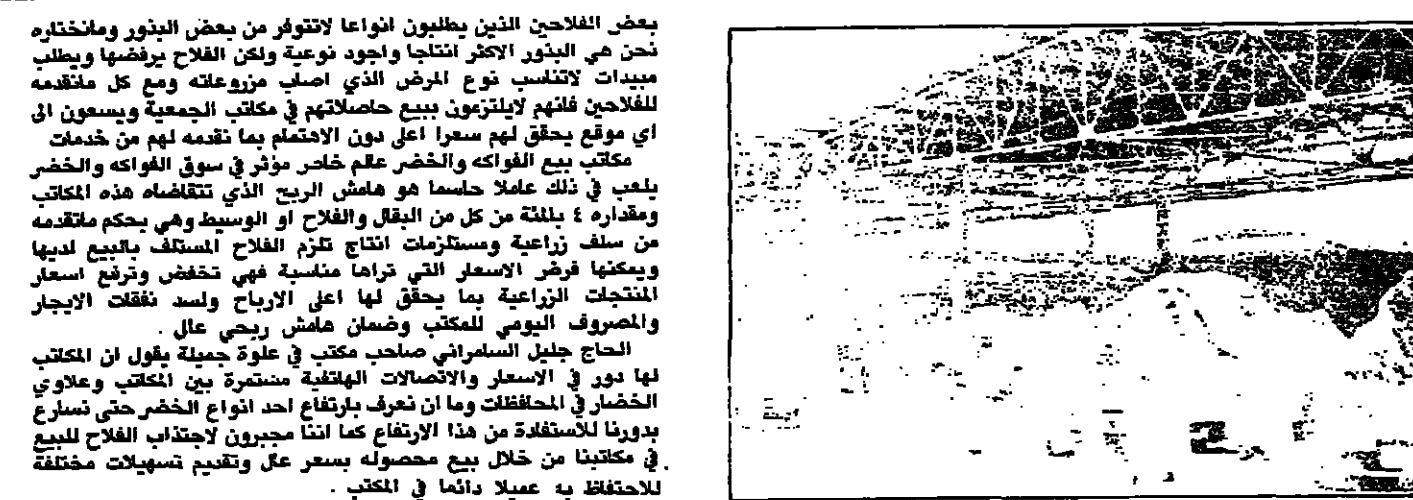 بعض الفلاحين الذين يطلبون انواعا لاتتوفر من بعض البذور ومانختاره
نحن هي البذور الاكثر انتاجا واجود نوعية ولكن الفلاح يرفضها ويطلب
مبيدات لاتناسب نوع المرض الذي اصاب مزروعاته ومع كل مانقدمه
للفلاحين فانهم لايلتزمون ببيع حاصلاتهم في مكاتب الجمعية ويسعون الى
اي موقع يحقق لهم سعرا اعلى دون الاهتمام بما نقدمه لهم من خدمات
مكاتب بيع الفواكه والخضر عالم خاص مؤثر في سوق الفواكه والخضر
يلعب في ذلك عاملا حاسما هو هامش الربح الذي تتقاضاه هذه المكاتب
ومقداره ٤ بالمئة من كل من البقال والفلاح او الوسيط وهي بحكم ماتقدمه
من سلف زراعية ومستلزمات انتاج تلزم الفلاح المستلف بالبيع لديها
ويمكنها فرض الاسعار التي تراها مناسبة فهي تخفض وترفع اسعار
المنتجات الزراعية بما يحقق لها اعلى الارباح ولسد نفقات الايجار
والمصروف اليومي للمكتب وضمان هامش ربحي عال .
الحاج جليل السامرائي صاحب مكتب في علوة جميلة يقول ان المكاتب
لها دور في الاسعار والاتصالات الهاتفية مستمرة بين المكاتب وعلاوي
الخضار في المحافظات وما ان نعرف بارتفاع احد انواع الخضر حتى نسارع
بدورنا للاستفادة من هذا الارتفاع كما اننا مجبرون لاجتذاب الفلاح للبيع
في مكاتبنا من خلال بيع محصوله بسعر عال وتقديم تسهيلات مختلفة
للاحتفاظ به عميلا دائما في المكتب .